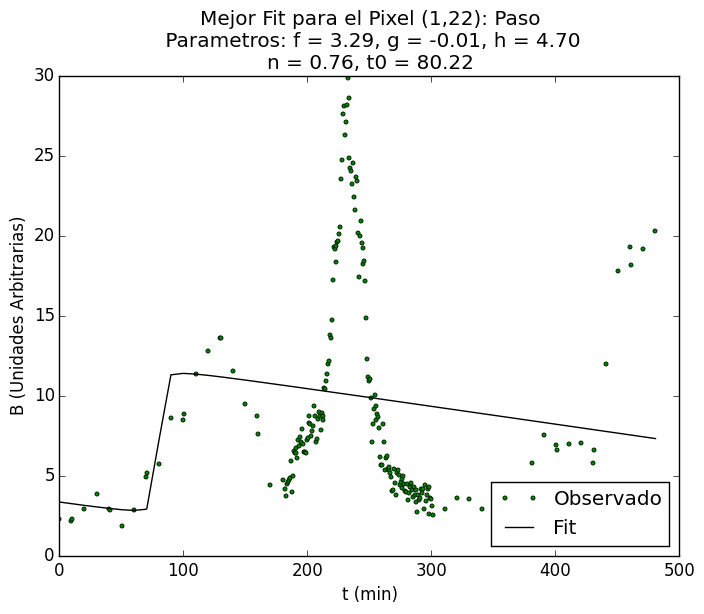 Mejor Fit para el Pixel (1,22): Paso
Parametros: f = 3.29, g = -0.01, h = 4.70
n = 0.76, t0 = 80.22
30
25
20
15
10
5
0
B (Unidades Arbitrarias)
Observado
Fit
0 100 200 300 400 500
t (min)